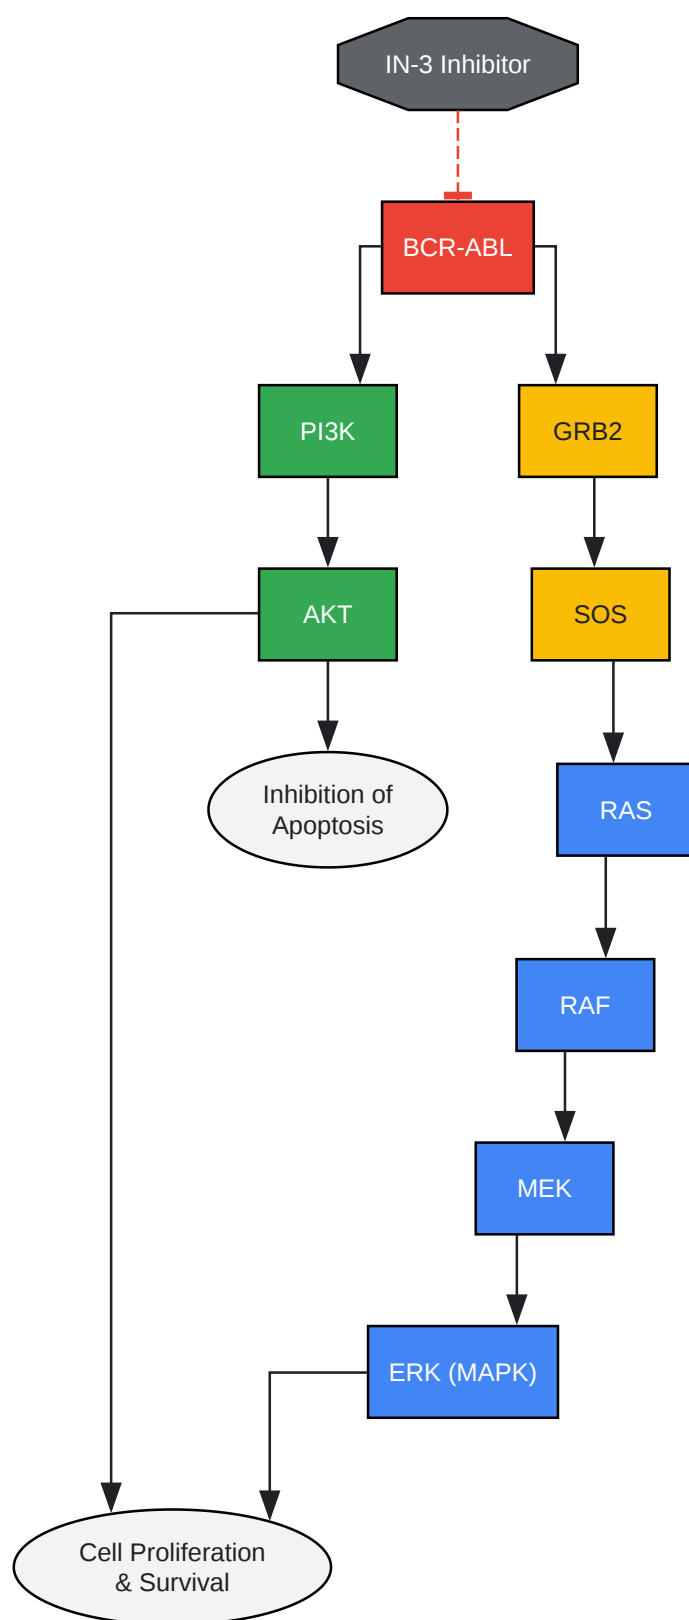 IN-3 Inhibitor
BCR-ABL
PI3K
GRB2
AKT
SOS
Inhibition of
Apoptosis
RAS
RAF
MEK
ERK (MAPK)
Cell Proliferation
& Survival